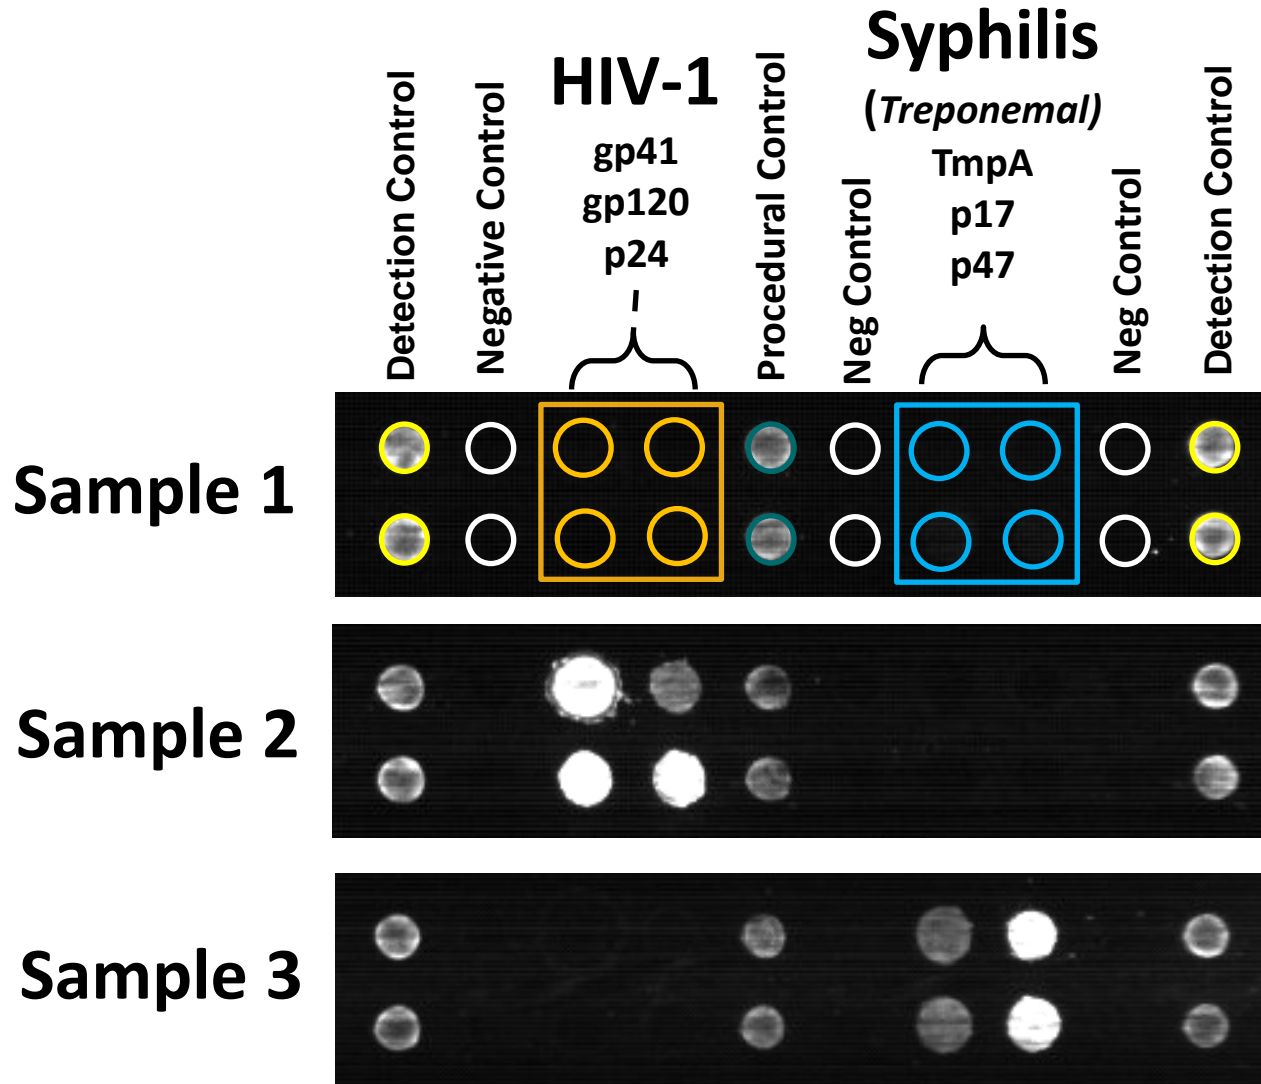 Detection Control
Negative Control
HIV-1
gp41
gp120
p24
Procedural Control
Neg Control
Syphilis
(Treponemal)
TmpA
p17
p47
Neg Control
Detection Control
Sample 1
Sample 2
Sample 3